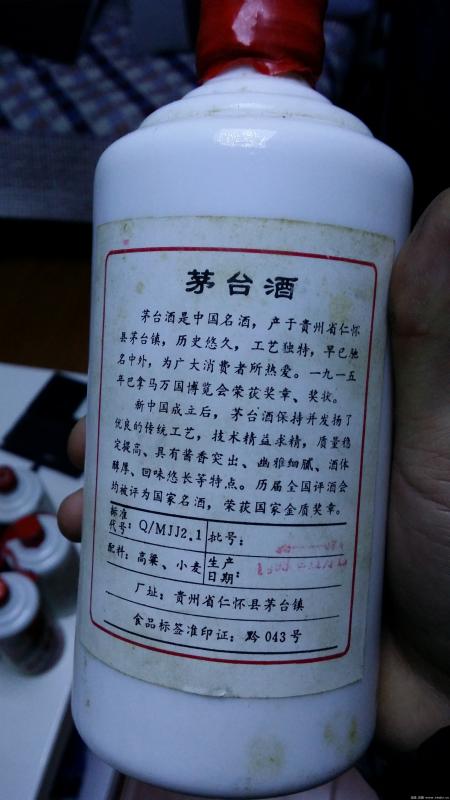 茅台酒
茅台酒是中国名酒，产于贵州省仁怀
县茅台镇，历史悠久，工艺独特，早已驰
名中外，为广大消费者所热爱。一九一五
年巴拿马万国博览会荣获奖章、奖状。
新中国成立后，茅台酒保持并发扬了
优良的传统工艺，技术精益求精，质量稳
定提高、具有酱香突出、幽雅细腻、酒体
醇厚、回味悠长等特点。历届全国评酒会
均被评为国家名酒，荣获国家金质奖章。
标准代号：Q/MJJ2.1 批号：
配料：高粱、小麦 生产日期：
厂址：贵州省仁怀县茅台镇
食品标签准印证：黔 043 号